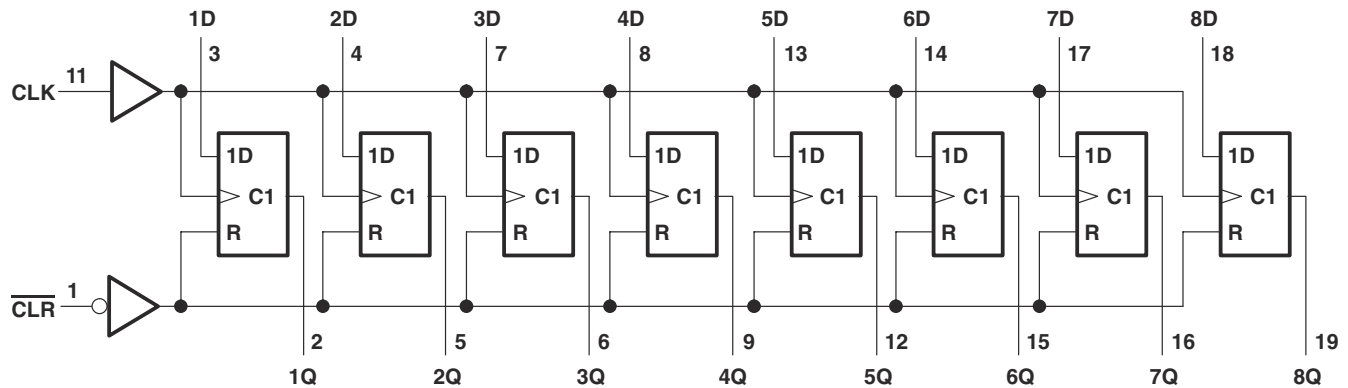 1D 2D 3D 4D 5D 6D 7D 8D
3 4 7 8 13 14 17 18
CLK 11
1D 1D 1D 1D 1D 1D 1D 1D
C1 C1 C1 C1 C1 C1 C1 C1
R R R R R R R R
CLR 1
2 5 6 9 12 15 16 19
1Q 2Q 3Q 4Q 5Q 6Q 7Q 8Q